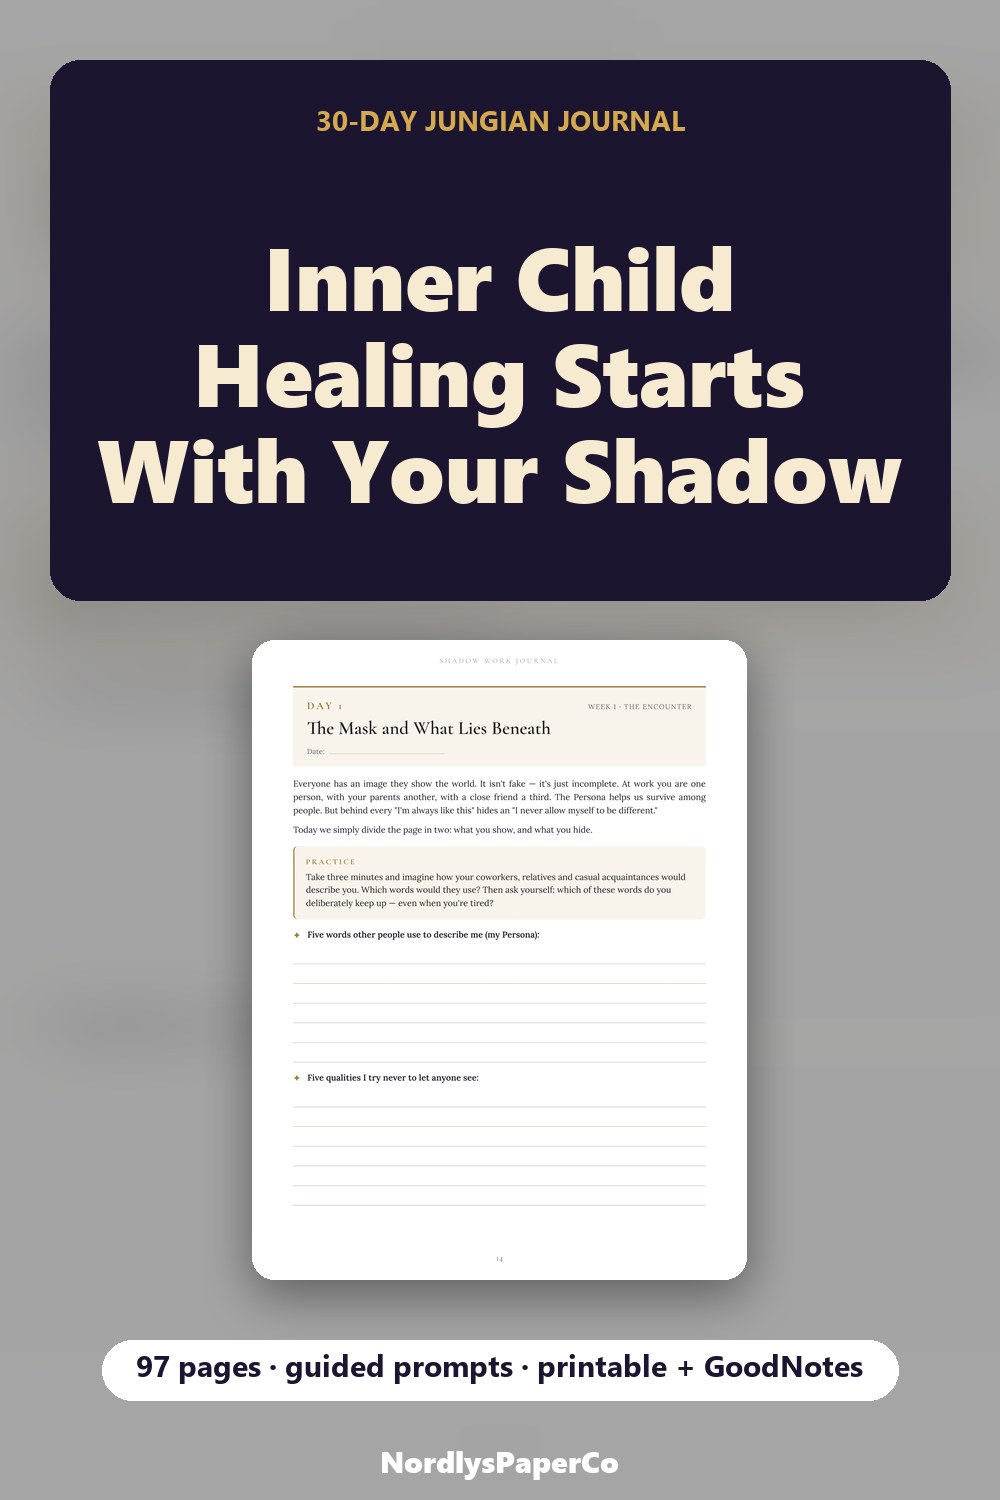 30-DAY JUNGIAN JOURNAL
Inner Child
Healing Starts
With Your Shadow
SHADOW WORK JOURNAL
DAY 1
WEEK 1 · THE ENCOUNTER
The Mask and What Lies Beneath
Date:
Everyone has an image they show the world. It isn't fake — it's just incomplete. At work you are one
person, with your parents another, with a close friend a third. The Persona helps us survive among
people. But behind every "I'm always like this" hides an "I never allow myself to be different."
Today we simply divide the page in two: what you show, and what you hide.
PRACTICE
Take three minutes and imagine how your coworkers, relatives and casual acquaintances would
describe you. Which words would they use? Then ask yourself: which of these words do you
deliberately keep up — even when you're tired?
✦ Five words other people use to describe me (my Persona):
✦ Five qualities I try never to let anyone see:
14
97 pages · guided prompts · printable + GoodNotes
NordlysPaperCo